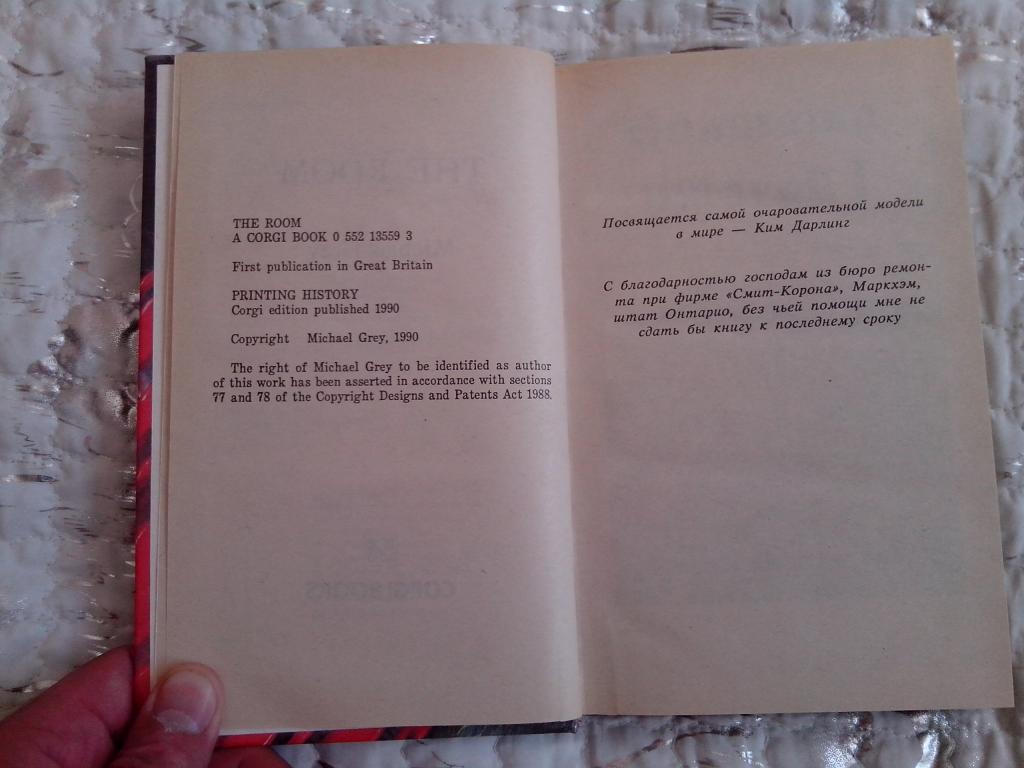 THE ROOM
A CORGI BOOK 0 552 13559 3
First publication in Great Britain
PRINTING HISTORY
Corgi edition published 1990
Copyright Michael Grey, 1990
The right of Michael Grey to be identified as author
of this work has been asserted in accordance with sections
77 and 78 of the Copyright Designs and Patents Act 1988.
Посвящается самой очаровательной модели
в мире — Ким Дарлинг
С благодарностью господам из бюро ремон-
та при фирме «Смит-Корона», Маркхэм,
штат Онтарио, без чьей помощи мне не
сдать бы книгу к последнему сроку